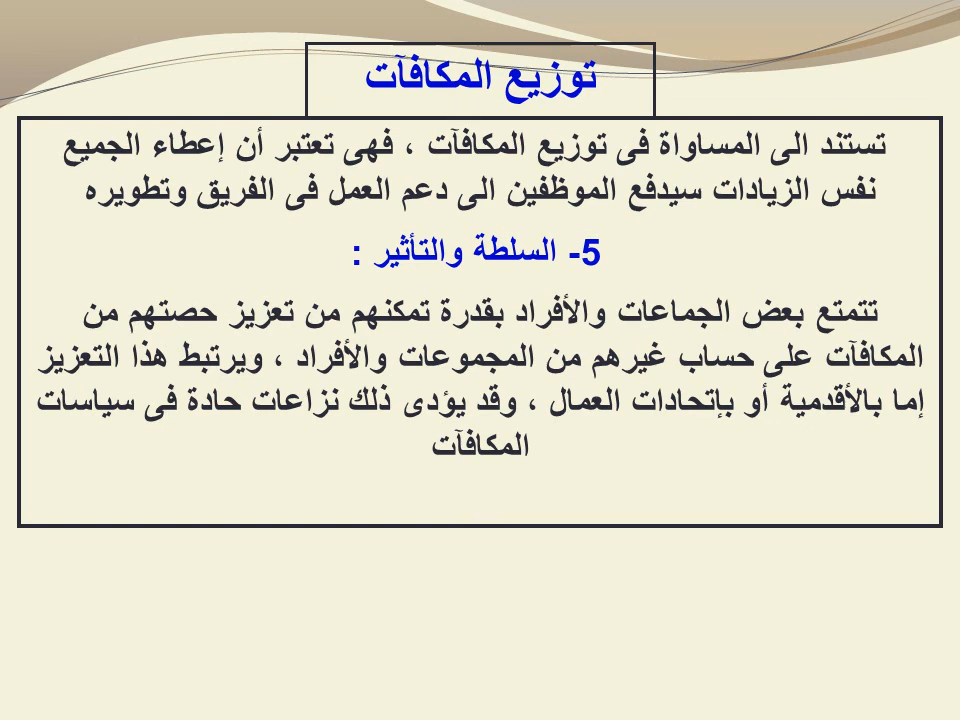 توزيع المكافآت
تستند الى المساواة فى توزيع المكافآت ، فهى تعتبر أن إعطاء الجميع
نفس الزيادات سيدفع الموظفين الى دعم العمل فى الفريق وتطويره
5- السلطة والتأثير :
تتمتع بعض الجماعات والأفراد بقدرة تمكنهم من تعزيز حصتهم من
المكافآت على حساب غيرهم من المجموعات والأفراد ، ويرتبط هذا التعزيز
إما بالأقدمية أو بإتحادات العمال ، وقد يؤدى ذلك نزاعات حادة فى سياسات
المكافآت